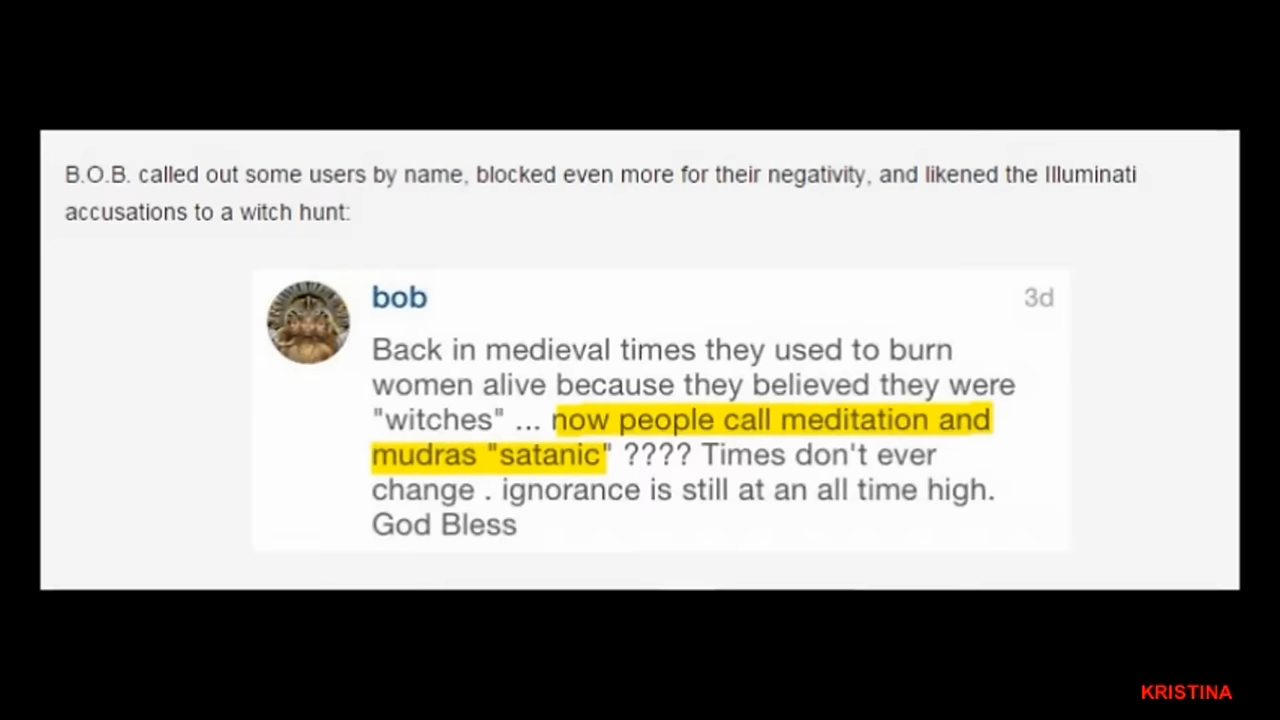 B.O.B. called out some users by name, blocked even more for their negativity, and likened the Illuminati
accusations to a witch hunt:
bob
3d
Back in medieval times they used to burn
women alive because they believed they were
"witches" ... now people call meditation and
mudras "satanic" ???? Times don't ever
change . ignorance is still at an all time high.
God Bless
KRISTINA